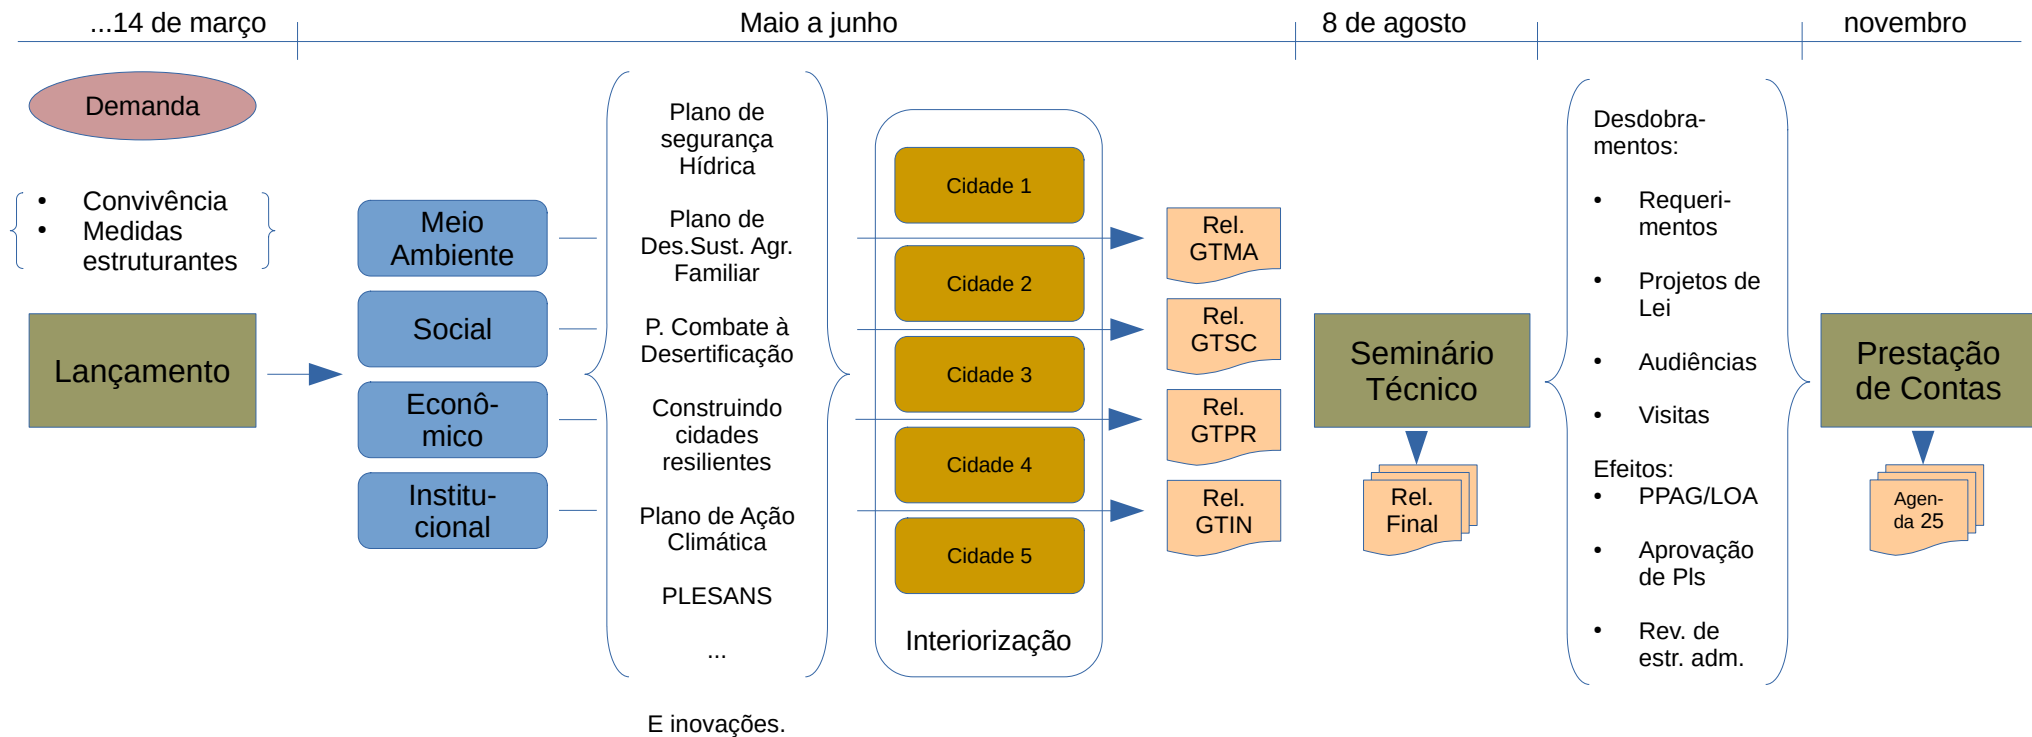 ...14 de março
Maio a junho
8 de agosto
novembro
Demanda
• Convivência
• Medidas
estruturantes
Lançamento
Meio
Ambiente
Social
Econô-
mico
Institu-
cional
Plano de
segurança
Hídrica
Plano de
Des.Sust. Agr.
Familiar
P. Combate à
Desertificação
Construindo
cidades
resilientes
Plano de Ação
Climática
PLESANS
...
E inovações.
Cidade 1
Cidade 2
Cidade 3
Cidade 4
Cidade 5
Interiorização
Rel.
GTMA
Rel.
GTSC
Rel.
GTPR
Rel.
GTIN
Seminário
Técnico
Rel.
Final
Desdobra-
mentos:
• Requeri-
mentos
• Projetos de
Lei
• Audiências
• Visitas
Efeitos:
• PPAG/LOA
• Aprovação
de Pls
• Rev. de
estr. adm.
Prestação
de Contas
Agen-
da 25